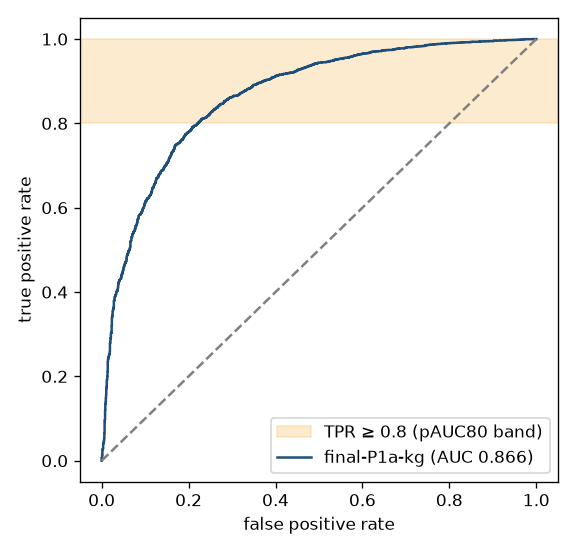 1.0
0.8
0.6
0.4
0.2
0.0
true positive rate
TPR ≥ 0.8 (pAUC80 band)
final-P1a-kg (AUC 0.866)
0.0 0.2 0.4 0.6 0.8 1.0
false positive rate